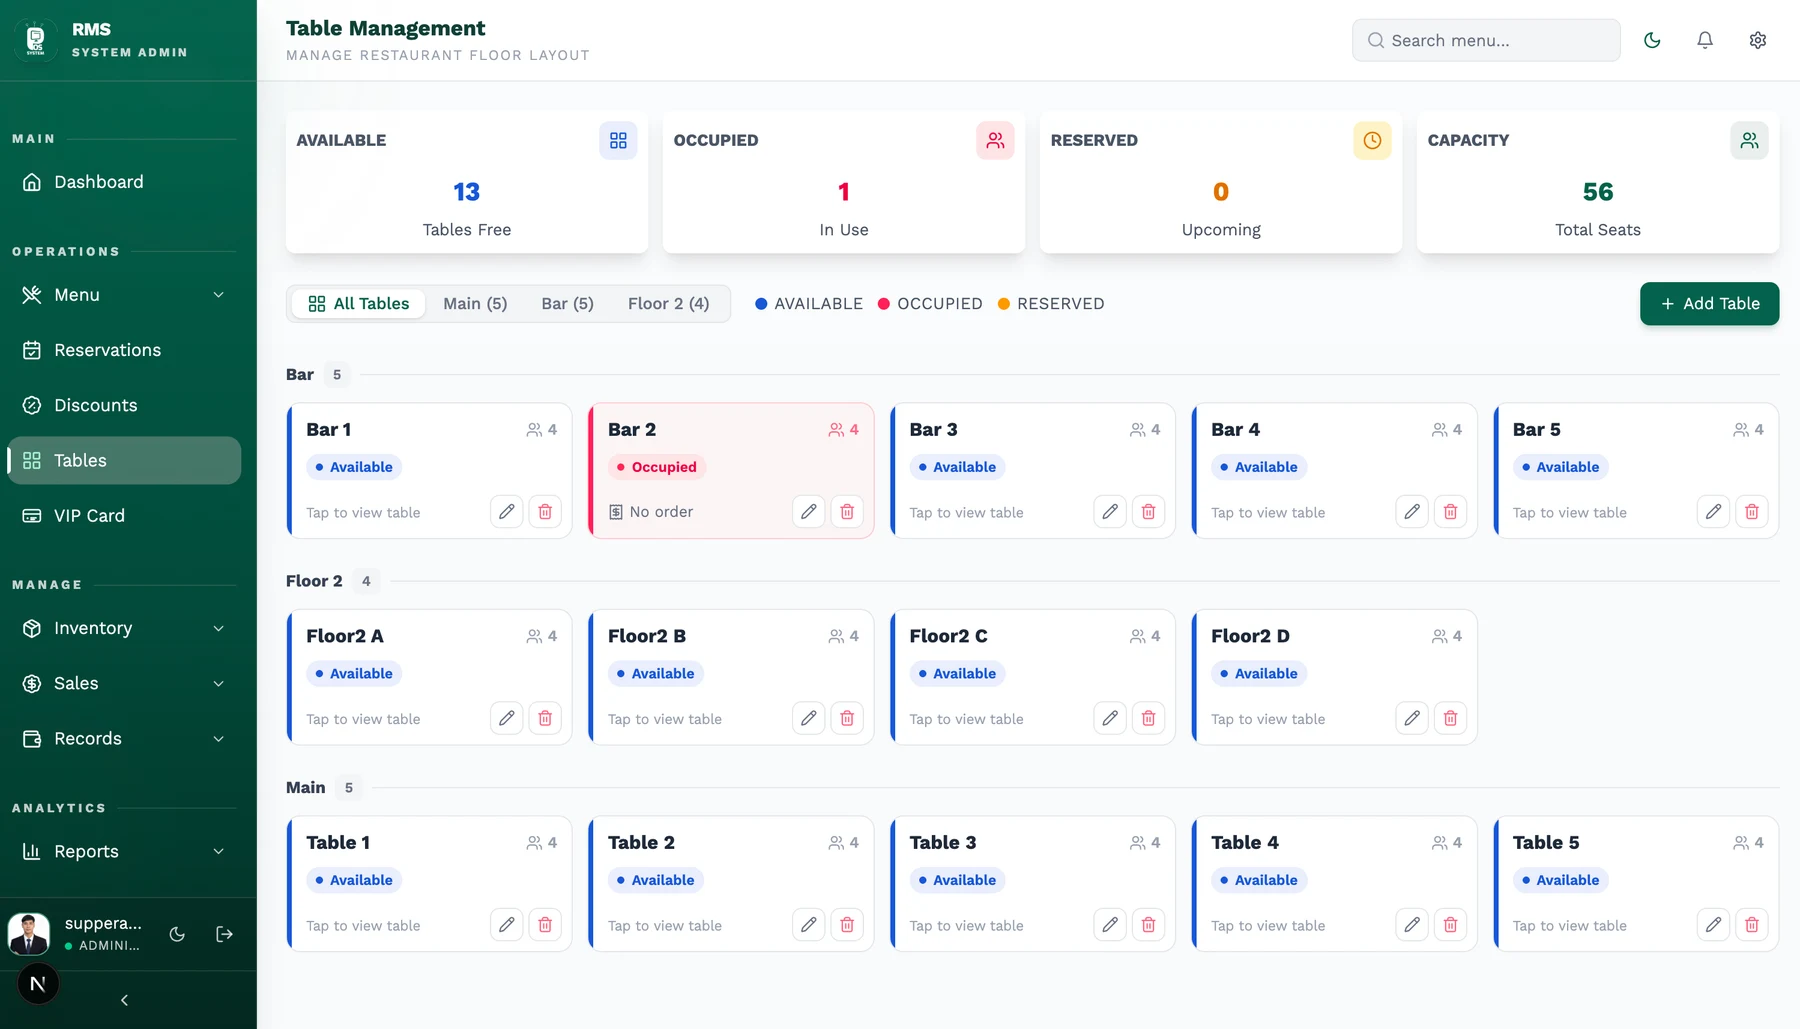 RMS
SYSTEM ADMIN
MAIN
Dashboard
OPERATIONS
Menu
Reservations
Discounts
Tables
VIP Card
MANAGE
Inventory
Sales
Records
ANALYTICS
Reports
suppera...
ADMINI...
N
Table Management
MANAGE RESTAURANT FLOOR LAYOUT
Search menu...
AVAILABLE
13
Tables Free
OCCUPIED
1
In Use
RESERVED
0
Upcoming
CAPACITY
56
Total Seats
All Tables Main (5) Bar (5) Floor 2 (4) AVAILABLE OCCUPIED RESERVED + Add Table
Bar 5
Bar 1 4
Available
Tap to view table
Bar 2 4
Occupied
No order
Bar 3 4
Available
Tap to view table
Bar 4 4
Available
Tap to view table
Bar 5 4
Available
Tap to view table
Floor 2 4
Floor2 A 4
Available
Tap to view table
Floor2 B 4
Available
Tap to view table
Floor2 C 4
Available
Tap to view table
Floor2 D 4
Available
Tap to view table
Main 5
Table 1 4
Available
Tap to view table
Table 2 4
Available
Tap to view table
Table 3 4
Available
Tap to view table
Table 4 4
Available
Tap to view table
Table 5 4
Available
Tap to view table